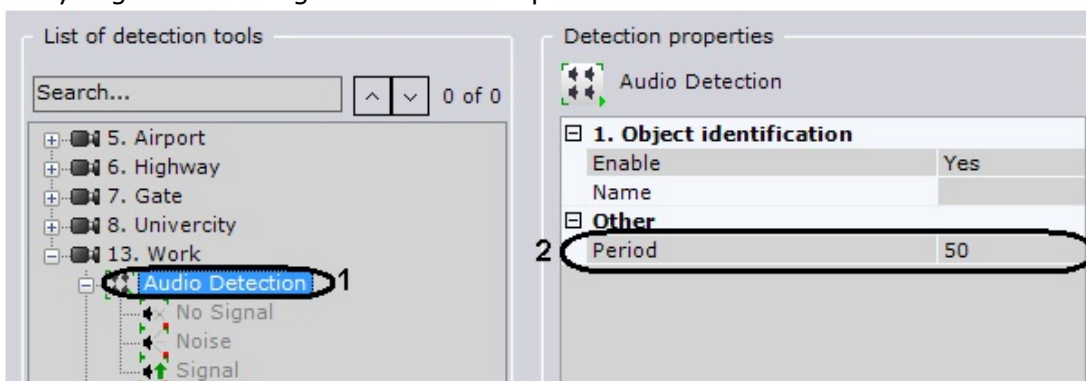 List of detection tools
Search...
0 of 0
5. Airport
6. Highway
7. Gate
8. Univercity
13. Work
Audio Detection 1
No Signal
Noise
Signal
Detection properties
Audio Detection
1. Object identification
Enable Yes
Name
Other
2 Period 50